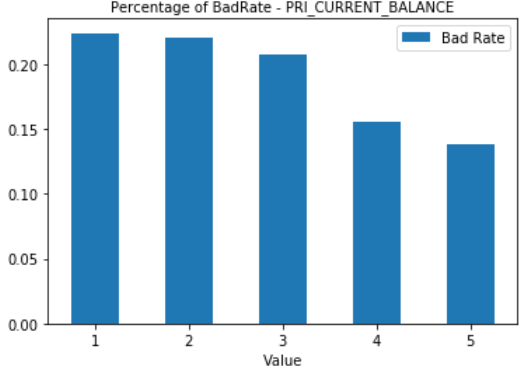 Percentage of BadRate - PRI_CURRENT_BALANCE
Bad Rate
0.20
0.15
0.10
0.05
0.00
1 2 3 4 5
Value